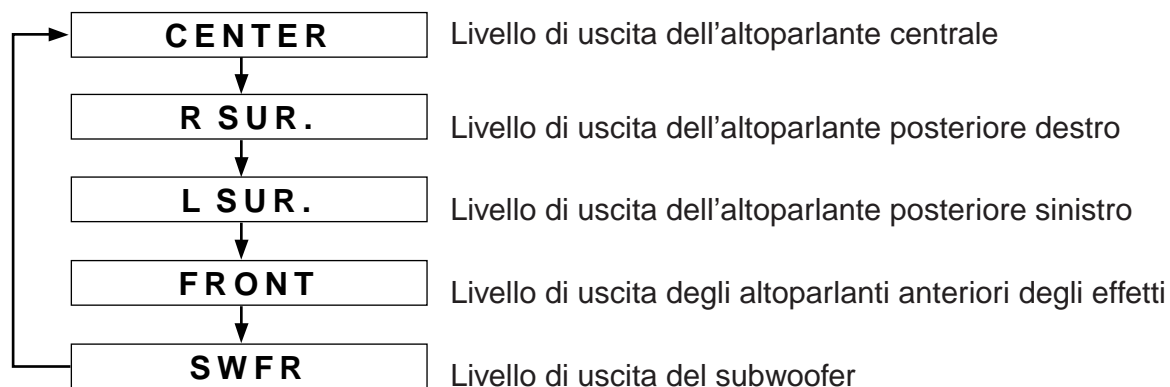 CENTER Livello di uscita dell’altoparlante centrale
R SUR. Livello di uscita dell’altoparlante posteriore destro
L SUR. Livello di uscita dell’altoparlante posteriore sinistro
FRONT Livello di uscita degli altoparlanti anteriori degli effetti
SWFR Livello di uscita del subwoofer